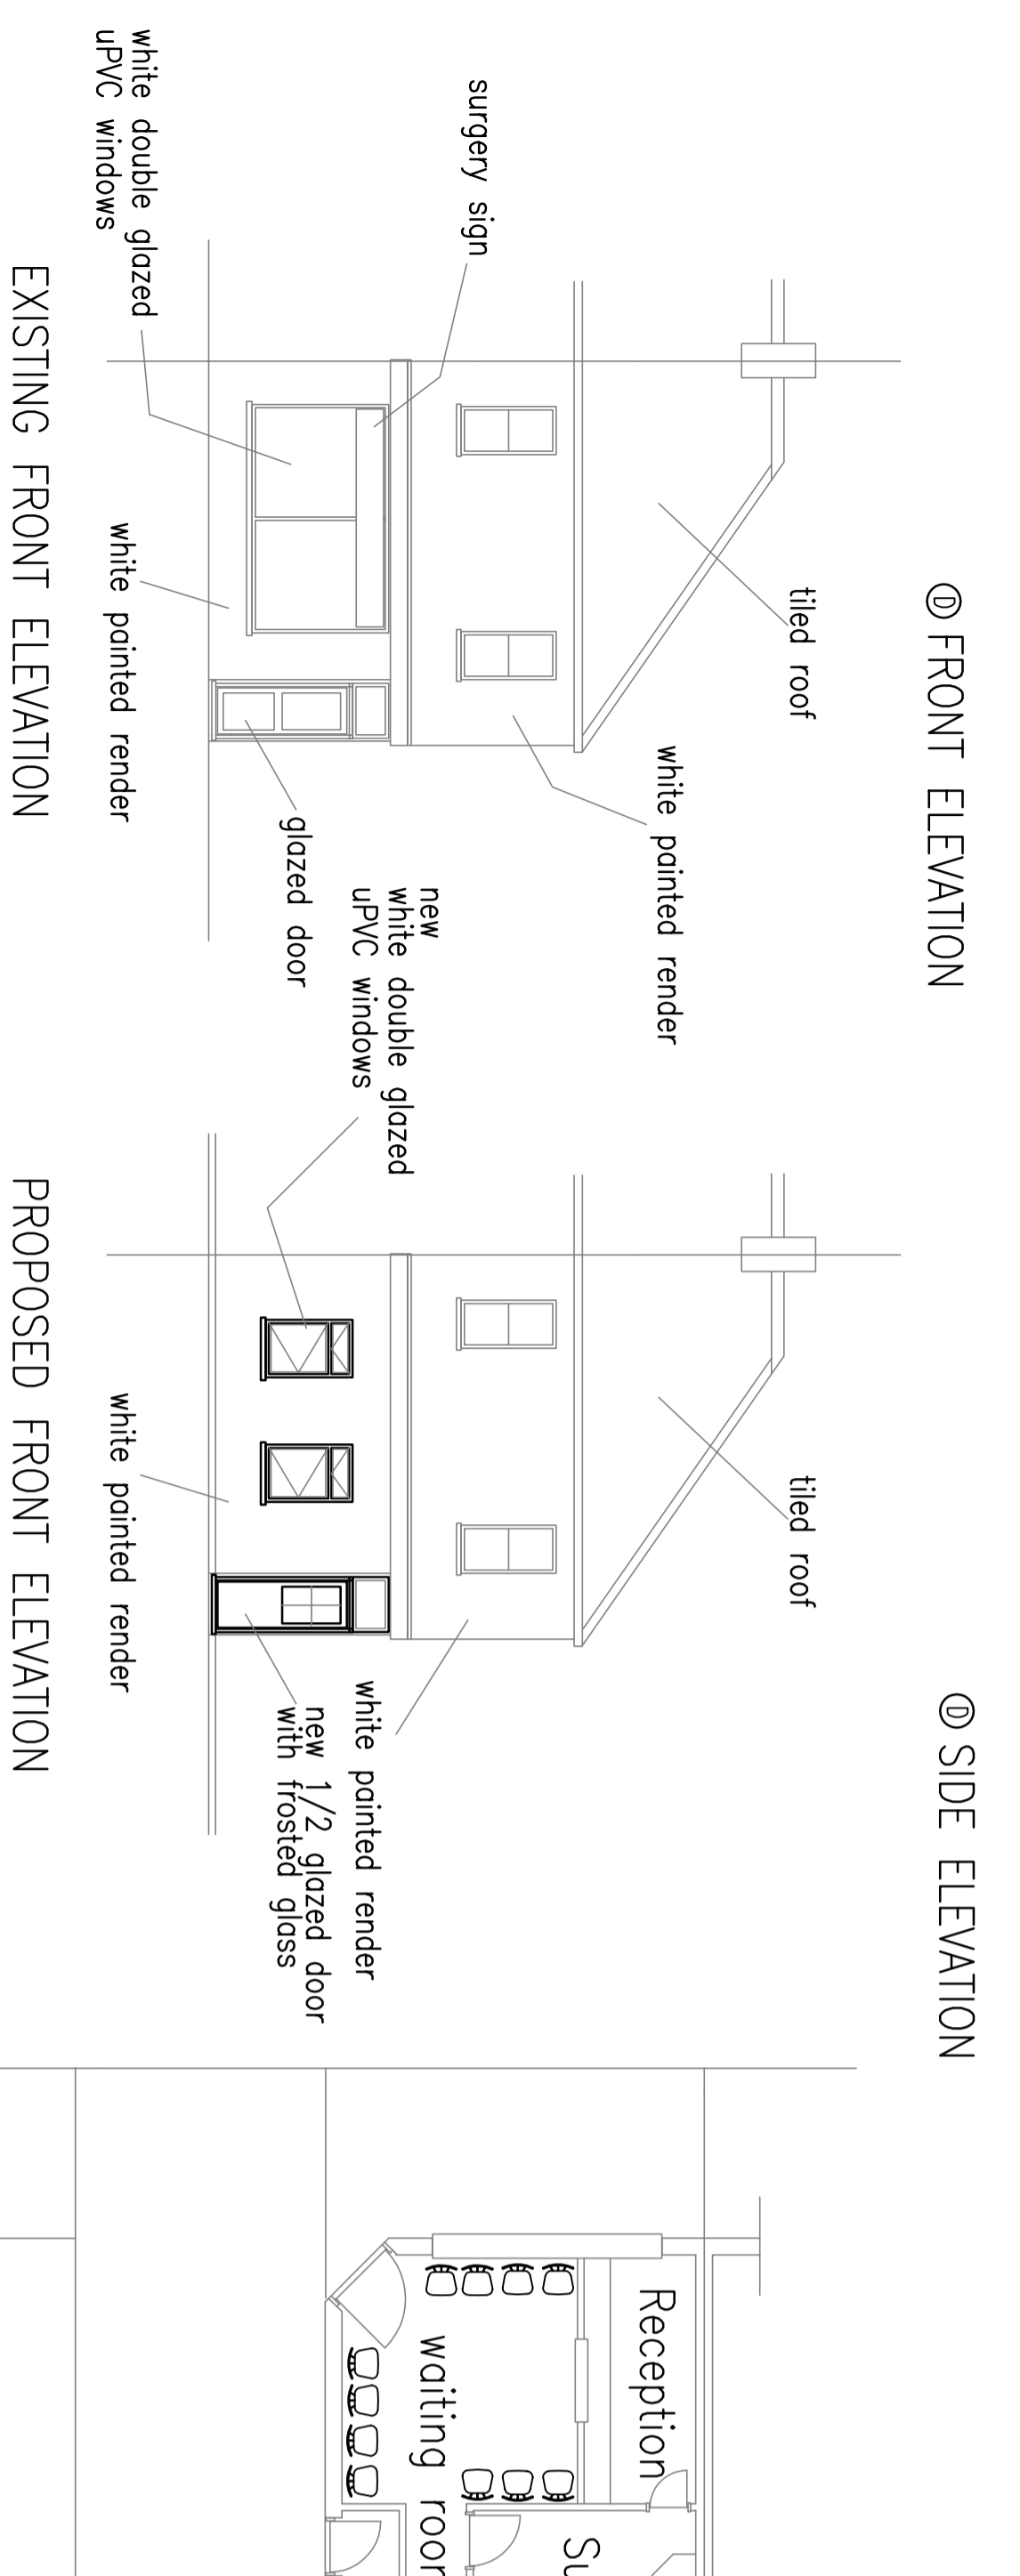 Ⓓ FRONT ELEVATION
Ⓓ SIDE ELEVATION
tiled roof
white painted render
surgery sign
white double glazed
uPVC windows
white painted render
glazed door
EXISTING FRONT ELEVATION
tiled roof
new
white double glazed
uPVC windows
white painted render
new 1/2 glazed door
with frosted glass
white painted render
PROPOSED FRONT ELEVATION
Reception
waiting